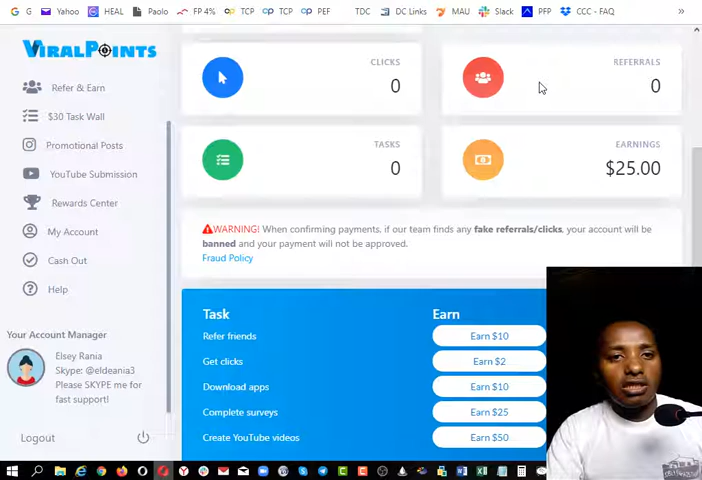 G Yahoo HEAL Paolo FP 4% TCP TCP PEF TDC DC Links MAU Slack PFP CCC - FAQ »
VIRALPOINTS
Refer & Earn
$30 Task Wall
Promotional Posts
YouTube Submission
Rewards Center
My Account
Cash Out
Help
Your Account Manager
Elsey Rania
Skype: @eldeania3
Please SKYPE me for
fast support!
Logout
CLICKS
0
REFERRALS
0
TASKS
0
EARNINGS
$25.00
WARNING! When confirming payments, if our team finds any fake referrals/clicks, your account will be
banned and your payment will not be approved.
Fraud Policy
Task Earn
Refer friends Earn $10
Get clicks Earn $2
Download apps Earn $10
Complete surveys Earn $25
Create YouTube videos Earn $50